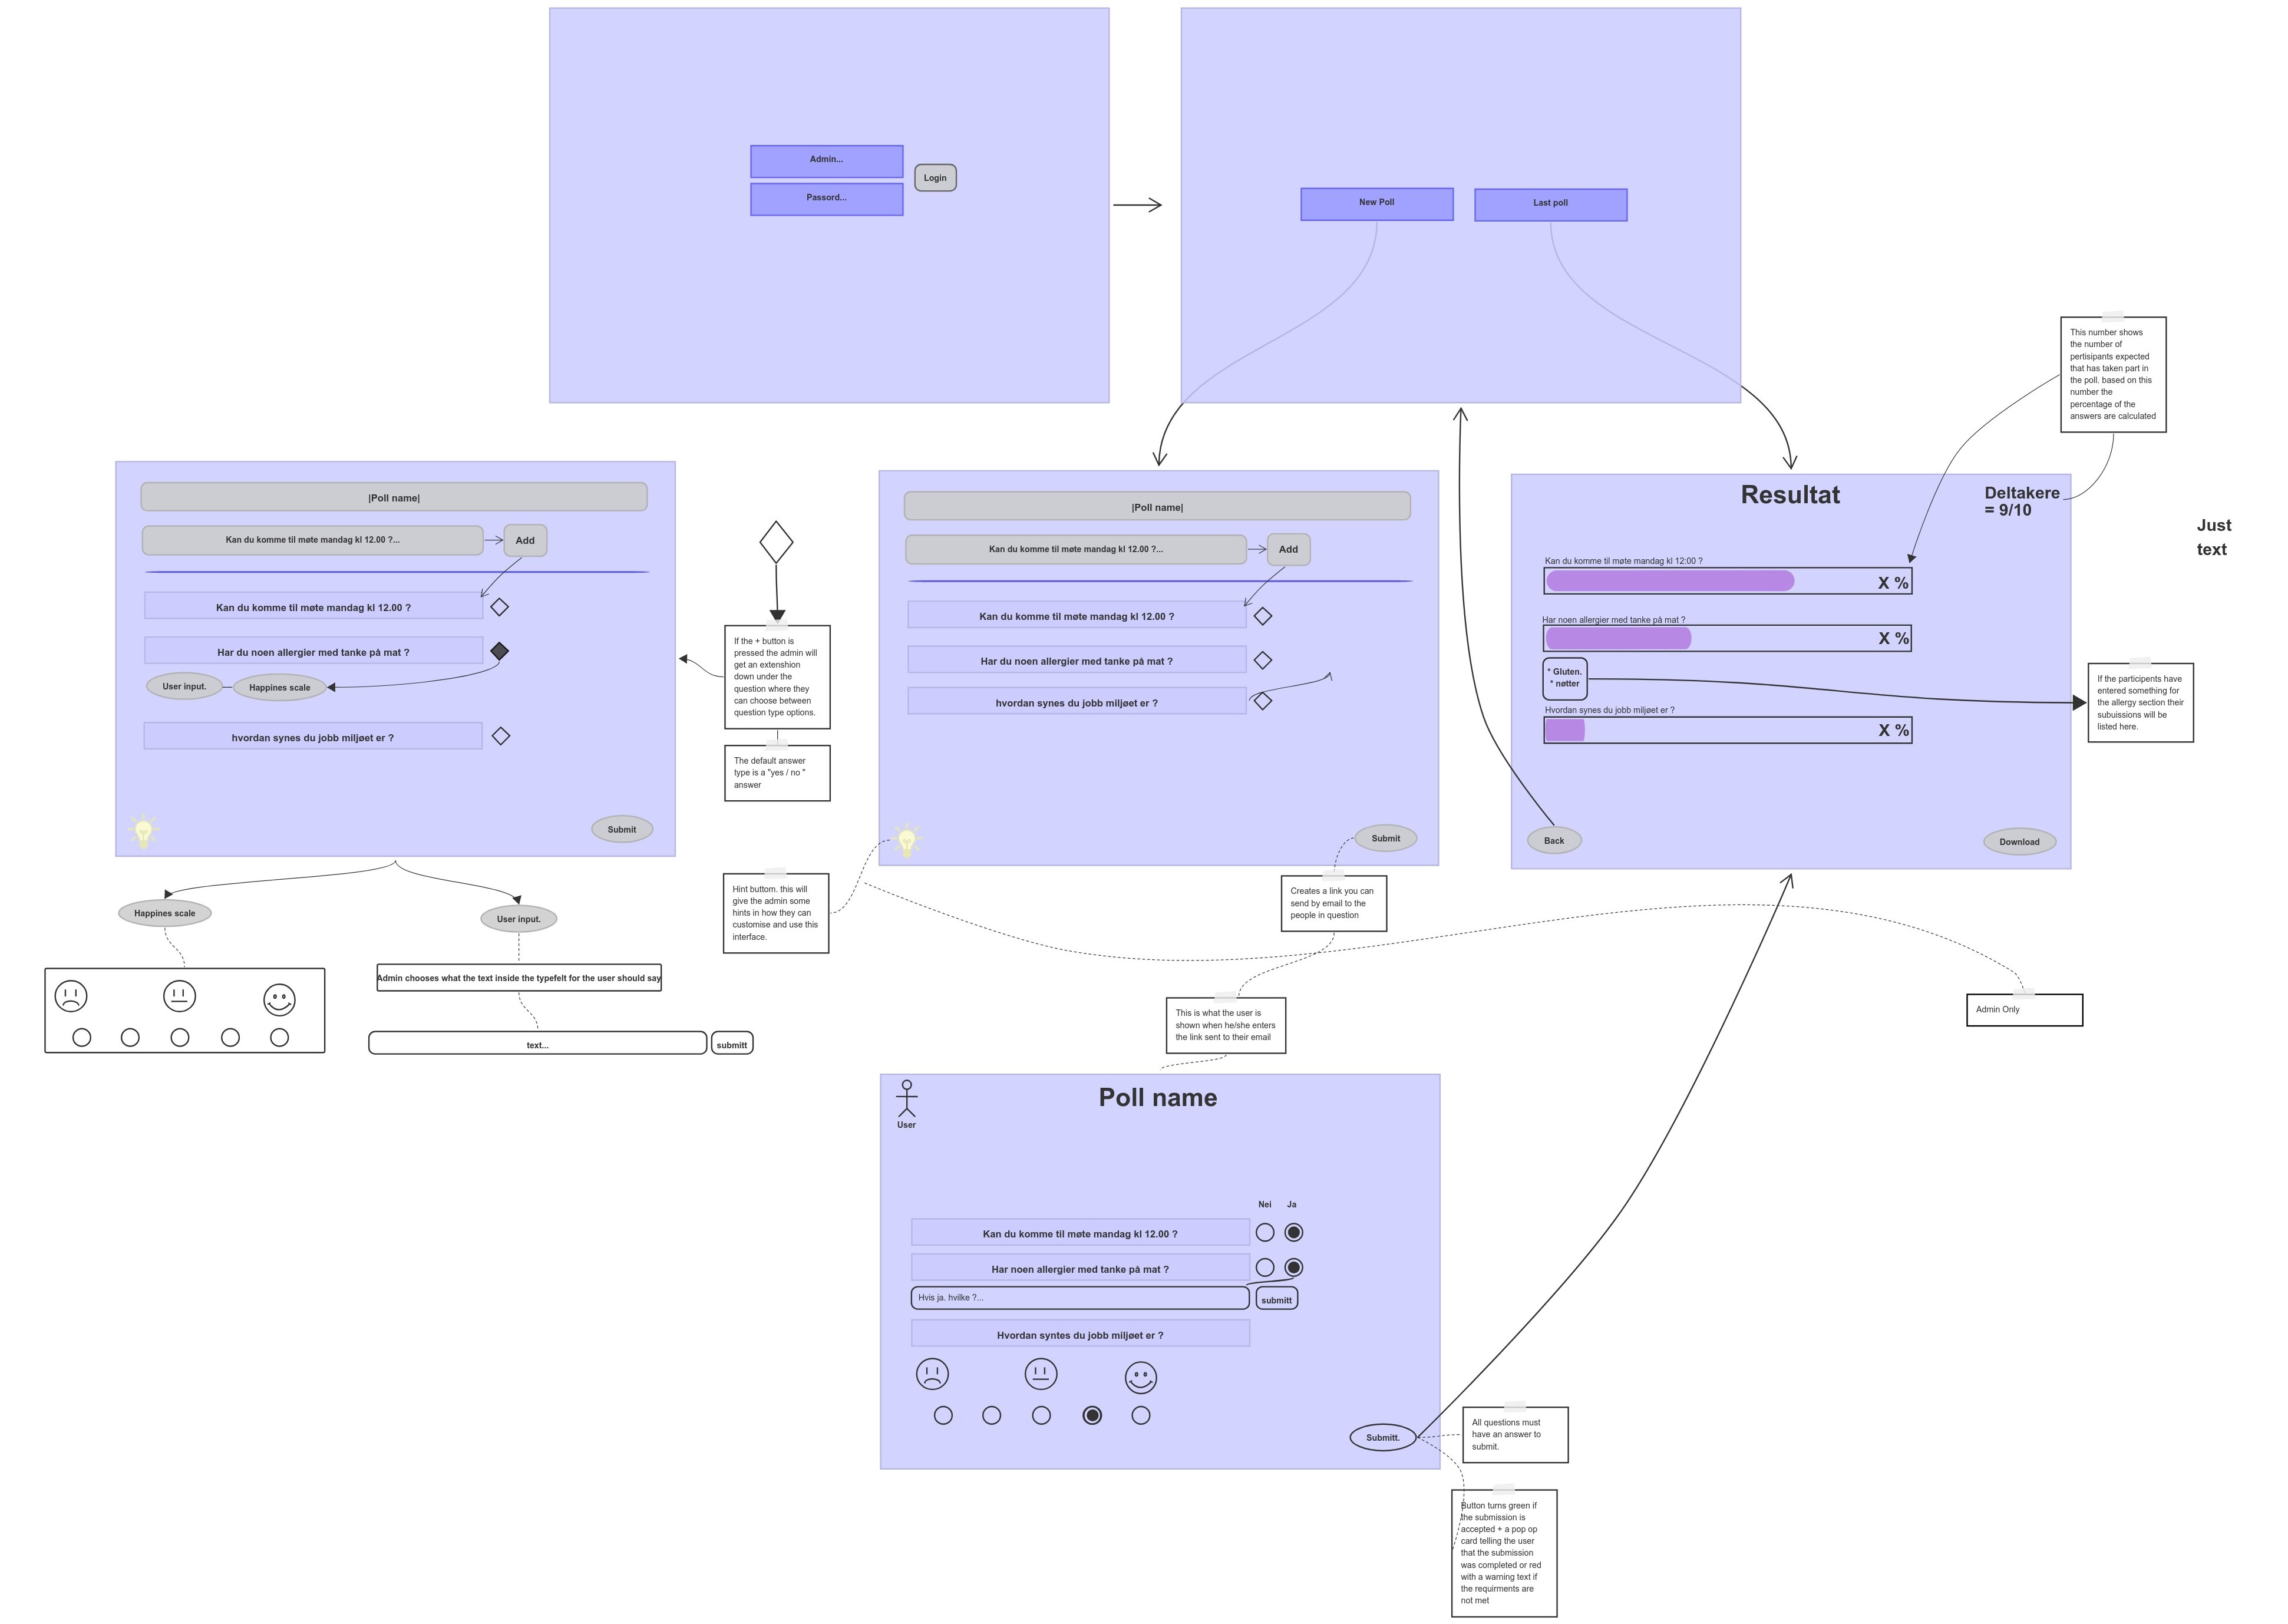 Admin...
Passord...
Login
New Poll
Last poll
This number shows
the number of
pertisipants expected
that has taken part in
the poll. based on this
number the
percentage of the
answers are calculated
|Poll name|
Kan du komme til møte mandag kl 12.00 ?...
Add
Kan du komme til møte mandag kl 12.00 ?
Har du noen allergier med tanke på mat ?
User input.
Happines scale
hvordan synes du jobb miljøet er ?
Submit
If the + button is
pressed the admin will
get an extenshion
down under the
question where they
can choose between
question type options.
The default answer
type is a "yes / no "
answer
|Poll name|
Kan du komme til møte mandag kl 12.00 ?...
Add
Kan du komme til møte mandag kl 12.00 ?
Har du noen allergier med tanke på mat ?
hvordan synes du jobb miljøet er ?
Submit
Resultat
Deltakere
= 9/10
Just
text
Kan du komme til møte mandag kl 12:00 ?
X %
Har noen allergier med tanke på mat ?
X %
* Gluten.
* nøtter
Hvordan synes du jobb miljøet er ?
X %
Back
Download
If the participants have
entered something for
the allergy section their
subuissions will be
listed here.
Happines scale
User input.
Admin chooses what the text inside the typefelt for the user should say
text...
submitt
Hint buttom. this will
give the admin some
hints in how they can
customise and use this
interface.
Creates a link you can
send by email to the
people in question
This is what the user is
shown when he/she enters
the link sent to their email
Admin Only
User
Poll name
Nei
Ja
Kan du komme til møte mandag kl 12.00 ?
Har noen allergier med tanke på mat ?
Hvis ja. hvilke ?...
submitt
Hvordan syntes du jobb miljøet er ?
Submitt.
All questions must
have an answer to
submit.
Button turns green if
the submission is
accepted + a pop op
card telling the user
that the submission
was completed or red
with a warning text if
the requirments are
not met